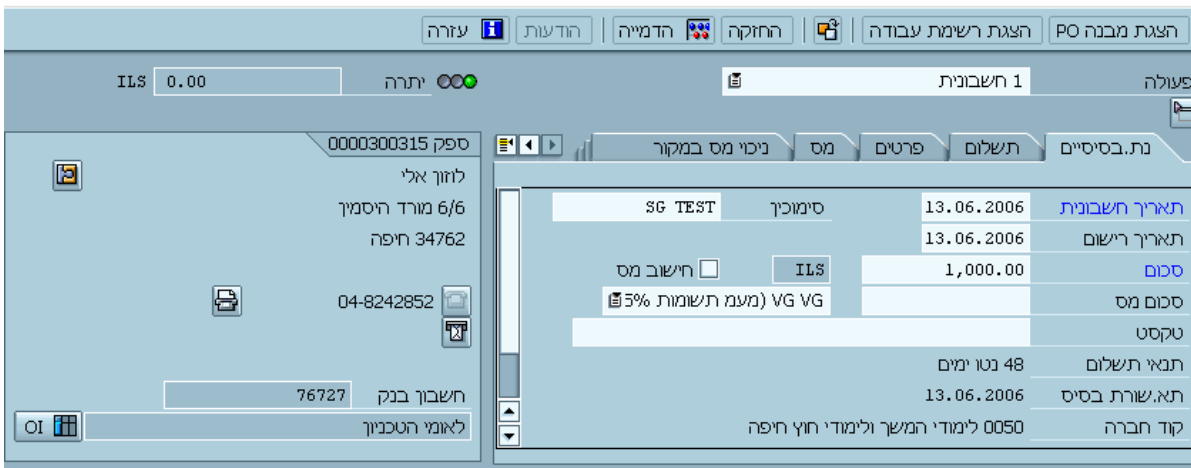 הצגת מבנה PO הצגת רשימת עבודה החזקה הדמייה הודעות עזרה
פעולה 1 חשבונית יתרה 0.00 ILS
נת.בסיסיים תשלום פרטים מס ניכוי מס במקור
תאריך חשבונית 13.06.2006 סימוכין SG TEST
תאריך רישום 13.06.2006
סכום 1,000.00 ILS חישוב מס
סכום מס VG VG (מעמ תשומות 5%
טקסט
תנאי תשלום 48 נטו ימים
תא.שורת בסיס 13.06.2006
קוד חברה 0050 לימודי המשך ולימודי חוץ חיפה
ספק 0000300315
לוזון אלי
6/6 מורד היסמין
34762 חיפה
04-8242852
חשבון בנק 76727
לאומי הטכניון OI